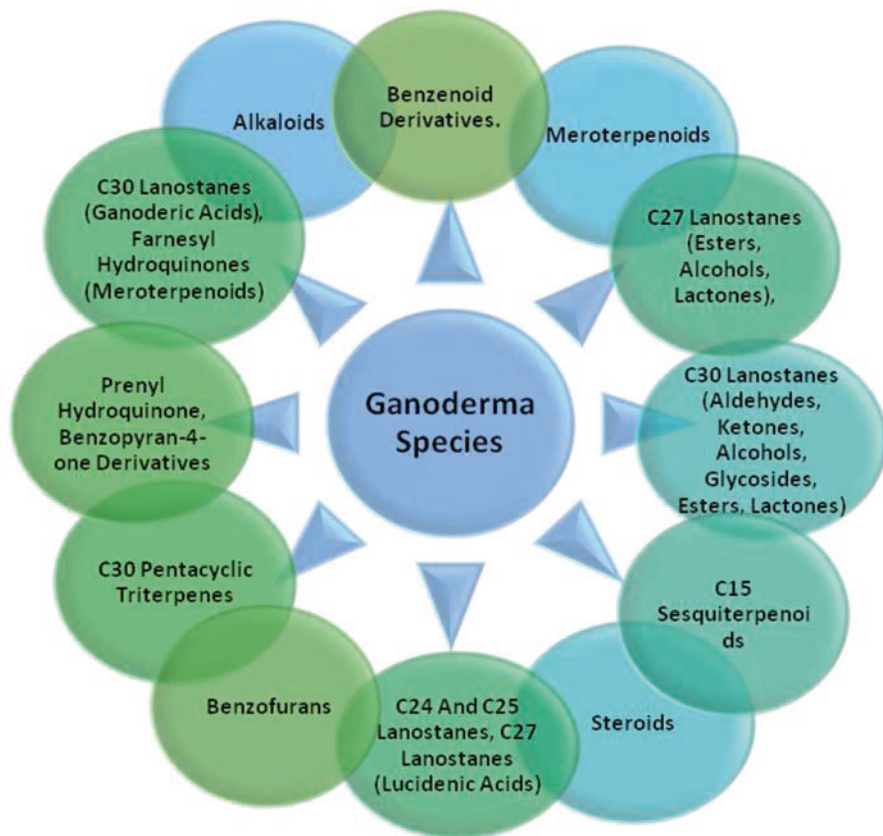 Benzenoid
Derivatives.
Meroterpenoids
C27 Lanostanes
(Esters,
Alcohols,
Lactones),
C30 Lanostanes
(Aldehydes,
Ketones,
Alcohols,
Glycosides,
Esters, Lactones)
C15
Sesquiterpenoi
ds
Steroids
C24 And C25
Lanostanes, C27
Lanostanes
(Lucidenic Acids)
Benzofurans
C30 Pentacyclic
Triterpenes
Prenyl
Hydroquinone,
Benzopyran-4-
one Derivatives
C30 Lanostanes
(Ganoderic Acids),
Farnesyl
Hydroquinones
(Meroterpenoids)
Alkaloids
Ganoderma
Species